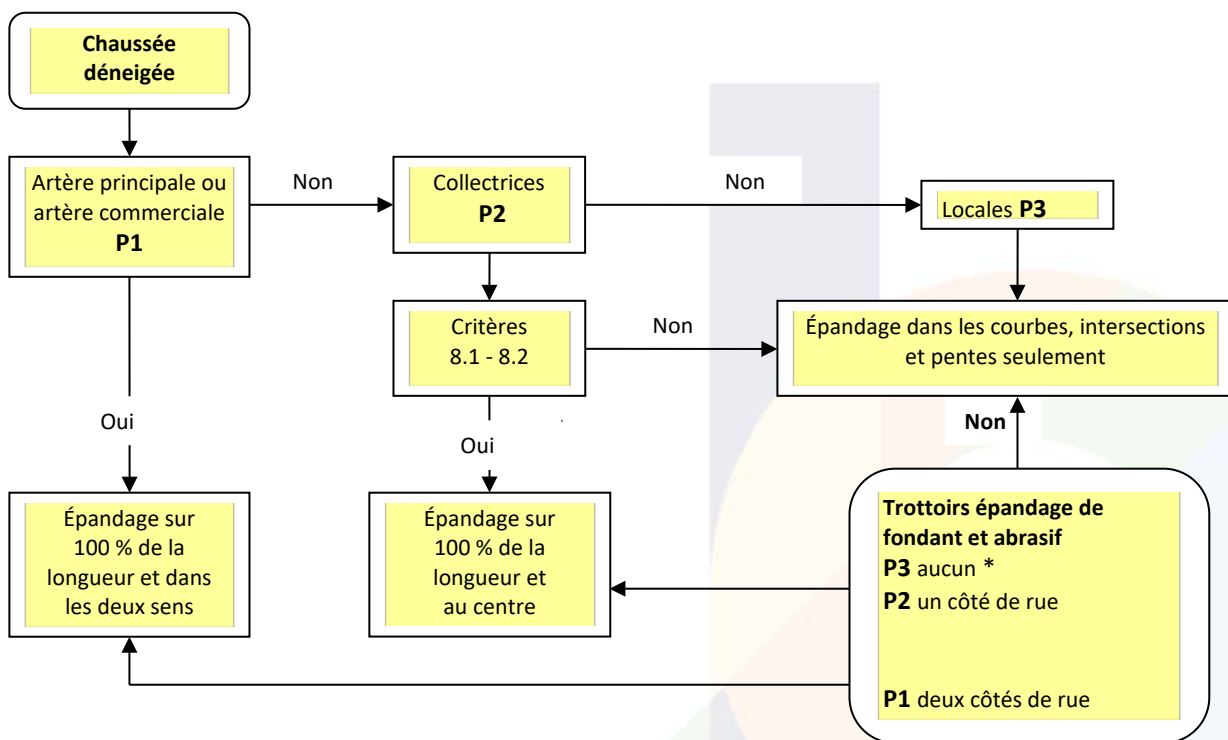 Chaussée
déneigée
Artère principale ou
artère commerciale
P1
Non
Collectrices
P2
Non
Locales P3
Critères
8.1 - 8.2
Non
Épandage dans les courbes, intersections
et pentes seulement
Oui
Oui
Non
Épandage sur
100 % de la
longueur et dans
les deux sens
Épandage sur
100 % de la
longueur et
au centre
Trottoirs épandage de
fondant et abrasif
P3 aucun *
P2 un côté de rue
P1 deux côtés de rue